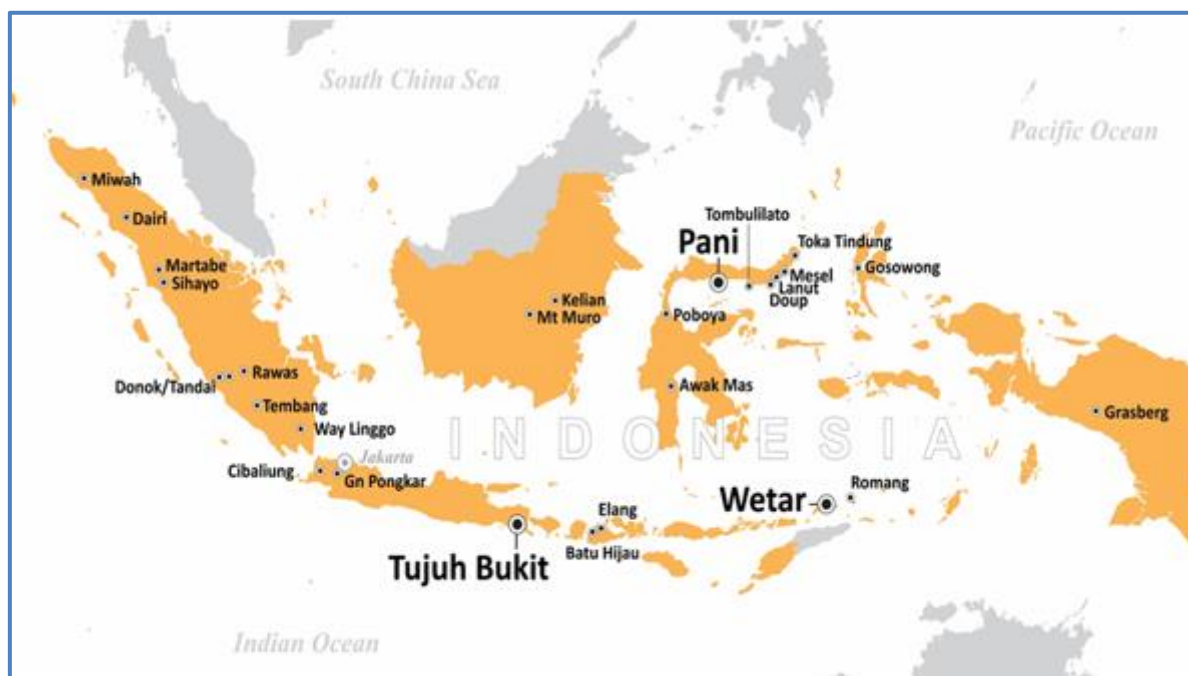 South China Sea
Pacific Ocean
Miwah
Dairi
Martabe
Sihayo
Tombulilato
Pani
Toka Tindung
Mesel
Gosowong
Lanut
Doup
Kelian
Mt Muro
Poboya
Rawas
Donok/Tandai
Awak Mas
Tembang
Grasberg
Way Linggo
INDONESIA
Jakarta
Cibaliung
Gn Pongkar
Romang
Wetar
Elang
Batu Hijau
Tujuh Bukit
Indian Ocean